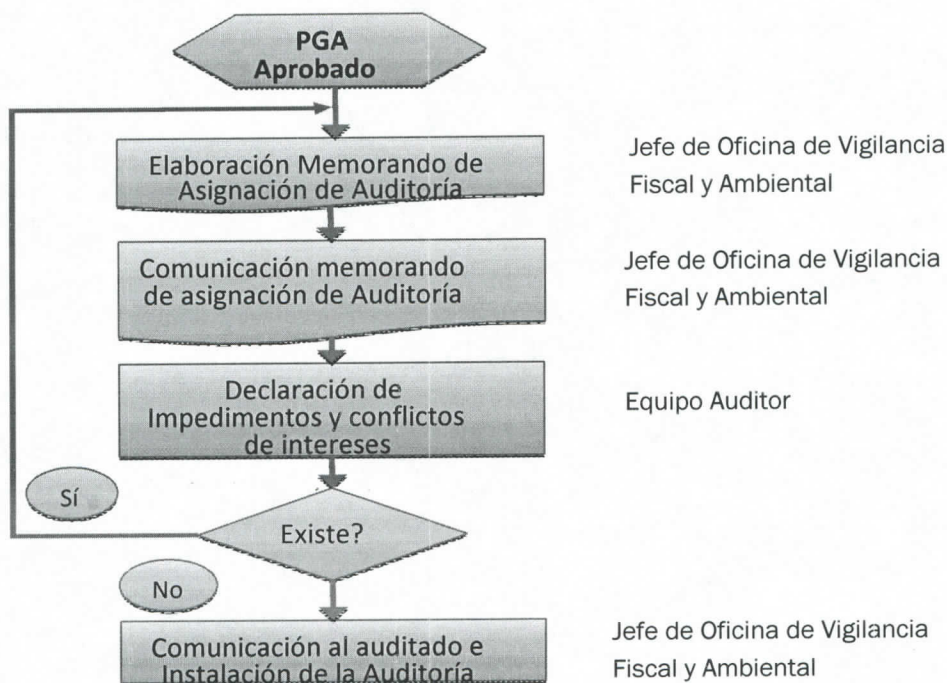 PGA
Aprobado
Elaboración Memorando de
Asignación de Auditoría
Jefe de Oficina de Vigilancia
Fiscal y Ambiental
Comunicación memorando
de asignación de Auditoría
Jefe de Oficina de Vigilancia
Fiscal y Ambiental
Declaración de
Impedimentos y conflictos
de intereses
Equipo Auditor
Sí
Existe?
No
Comunicación al auditado e
Instalación de la Auditoría
Jefe de Oficina de Vigilancia
Fiscal y Ambiental